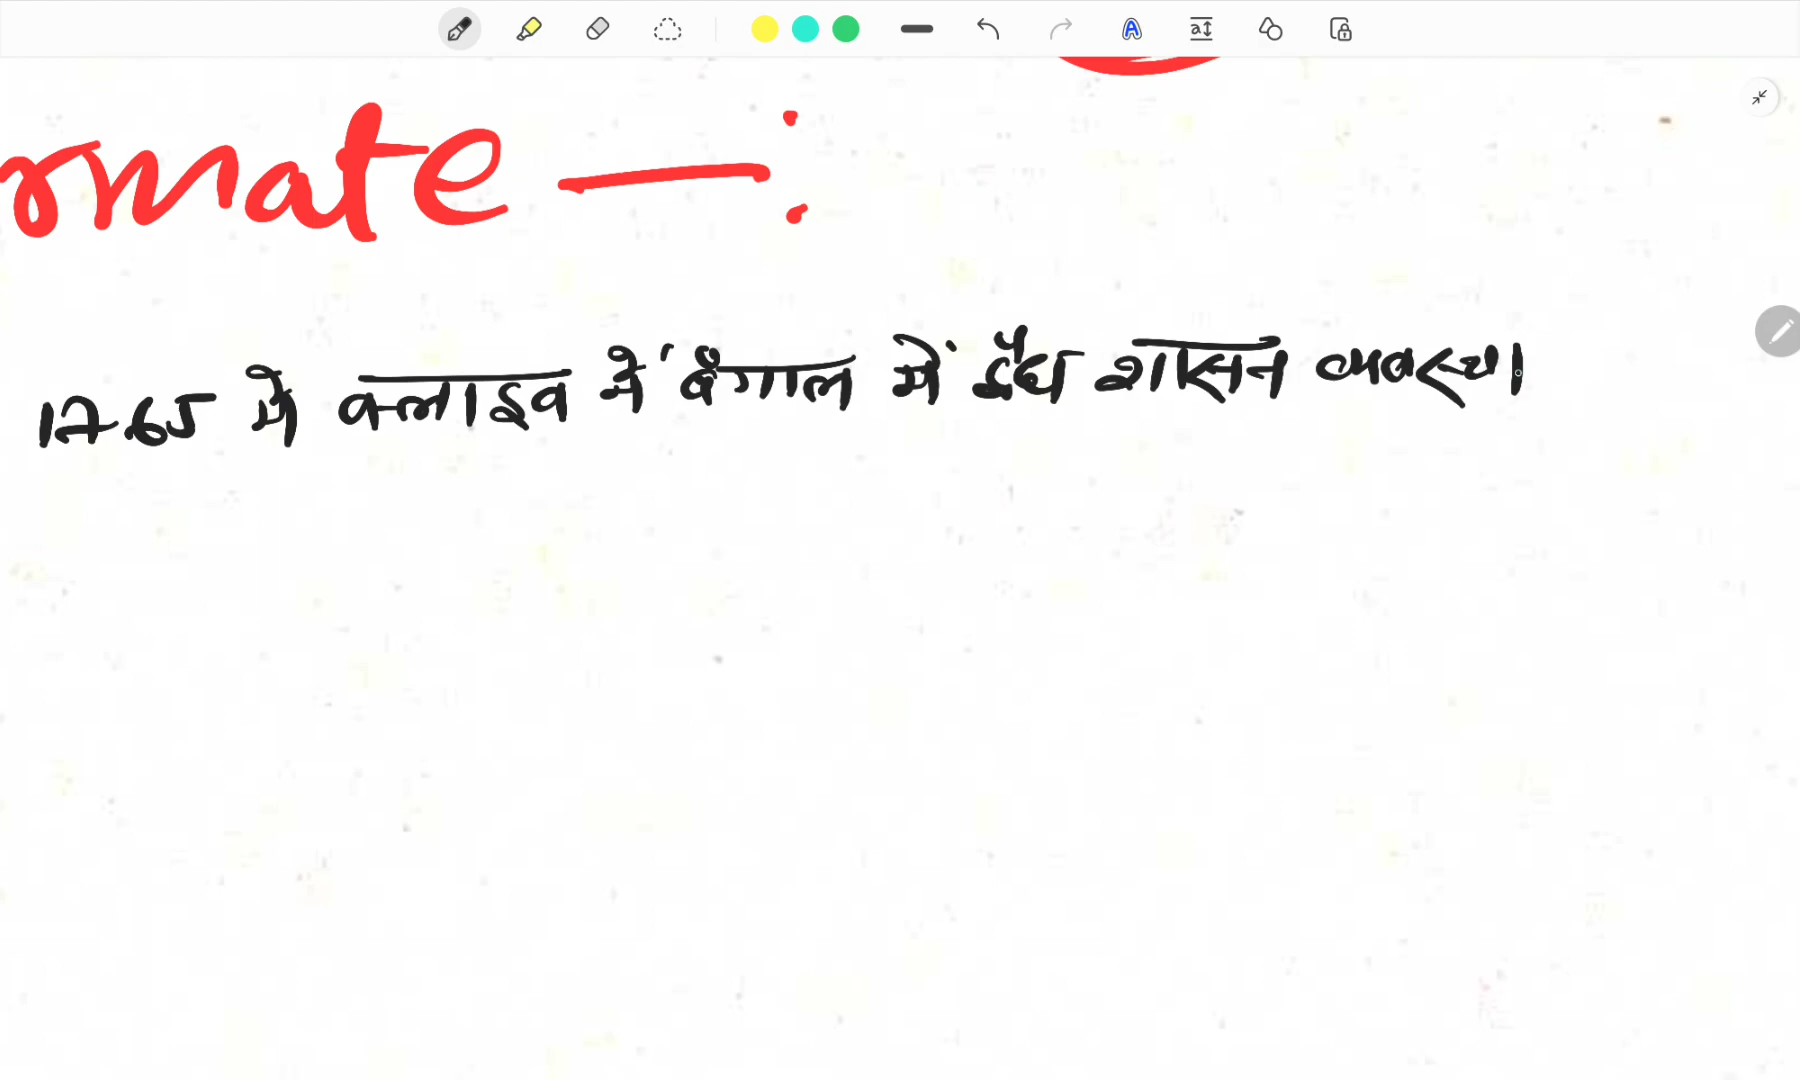 rmate —:
1765 में क्लाइव ने बंगाल में द्वैध शासन व्यवस्था